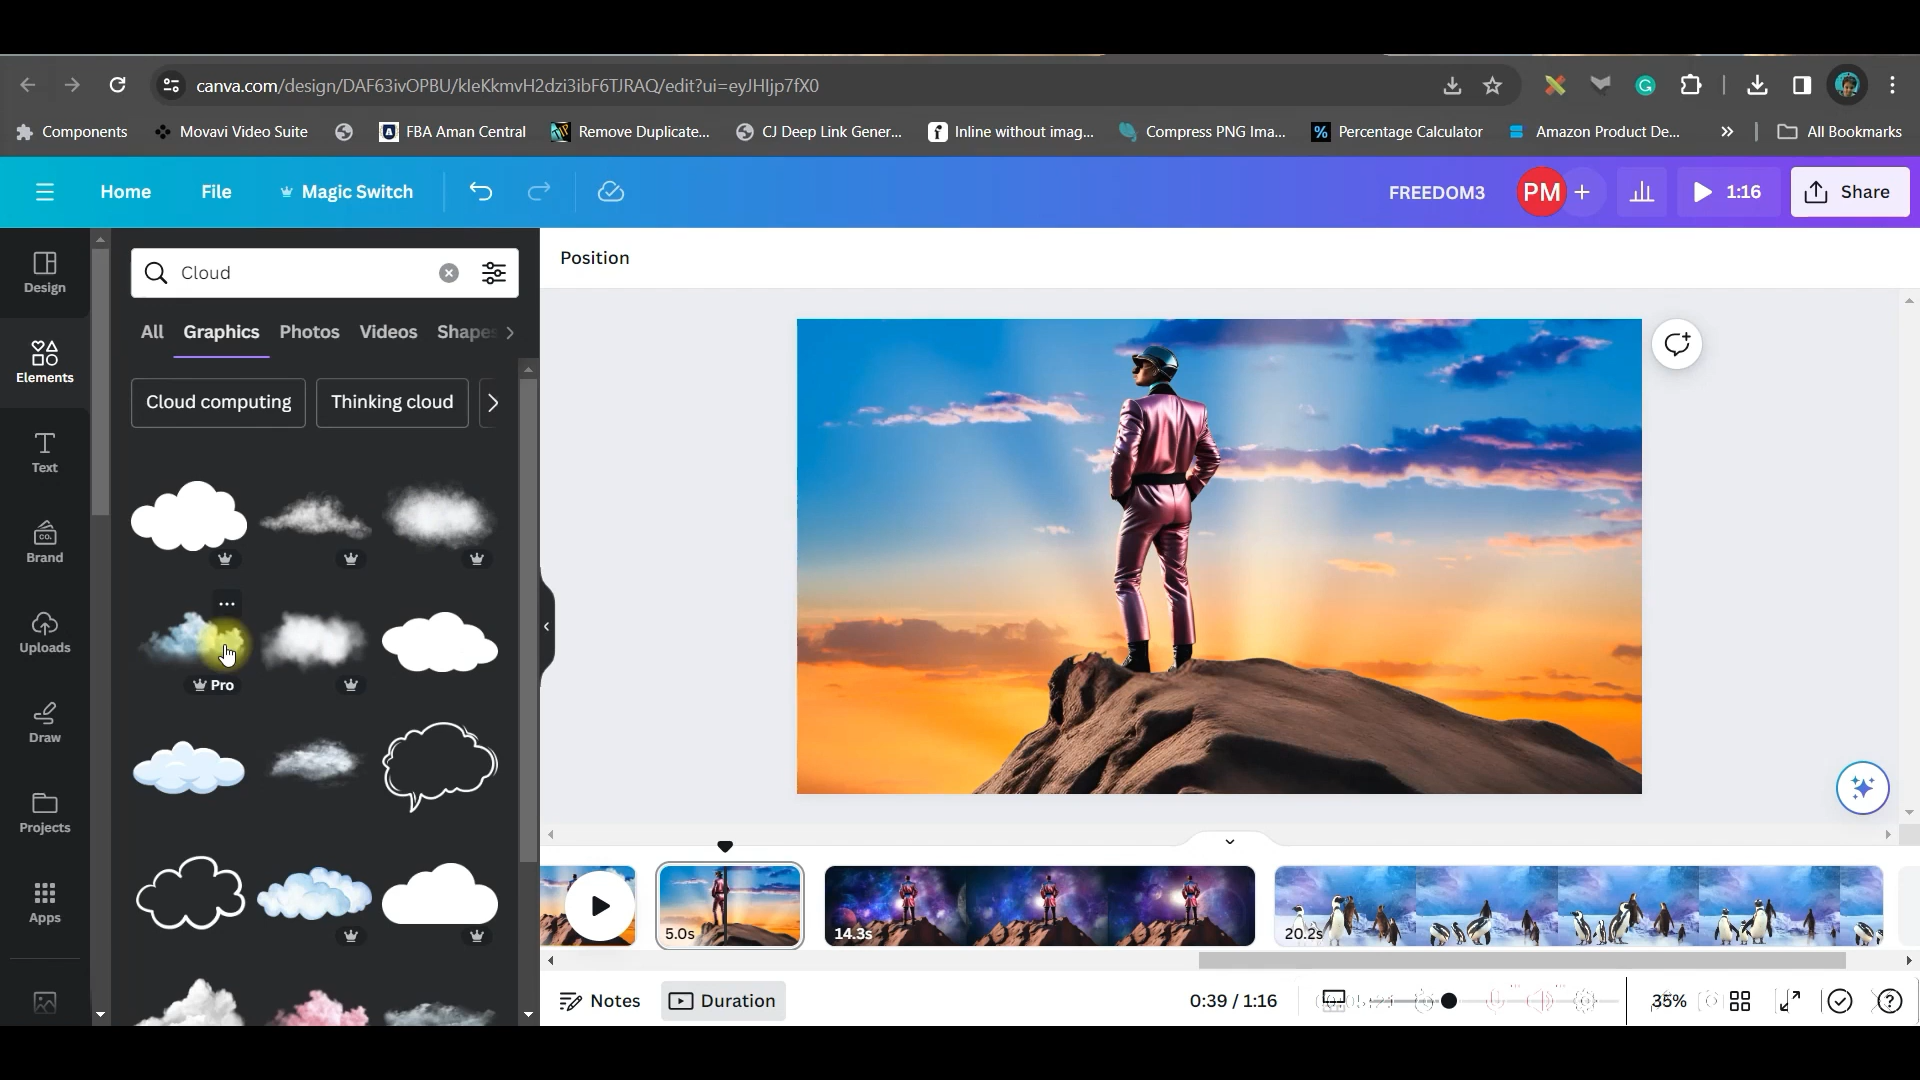 canva.com/design/DAF63ivOPBU/kIeKkmvH2dzi3ibF6TJRAQ/edit?ui=eyJHIjp7fX0
Components
Movavi Video Suite
FBA Aman Central
Remove Duplicate...
CJ Deep Link Gener...
Inline without imag...
Compress PNG Ima...
Percentage Calculator
Amazon Product De...
All Bookmarks
Home
File
Magic Switch
FREEDOM3
PM
1:16
Share
Design
Elements
Text
Brand
Uploads
Draw
Projects
Apps
Cloud
All
Graphics
Photos
Videos
Shapes
Cloud computing
Thinking cloud
Pro
Position
5.0s
14.3s
20.2s
Notes
Duration
0:39 / 1:16
35%